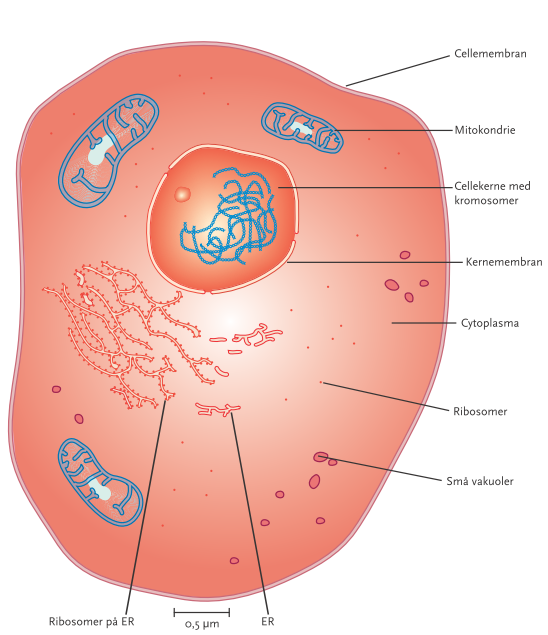 Cellemembran
Mitokondrie
Cellekerne med
kromosomer
Kernemembran
Cytoplasma
Ribosomer
Små vakuoler
Ribosomer på ER
0,5 µm
ER